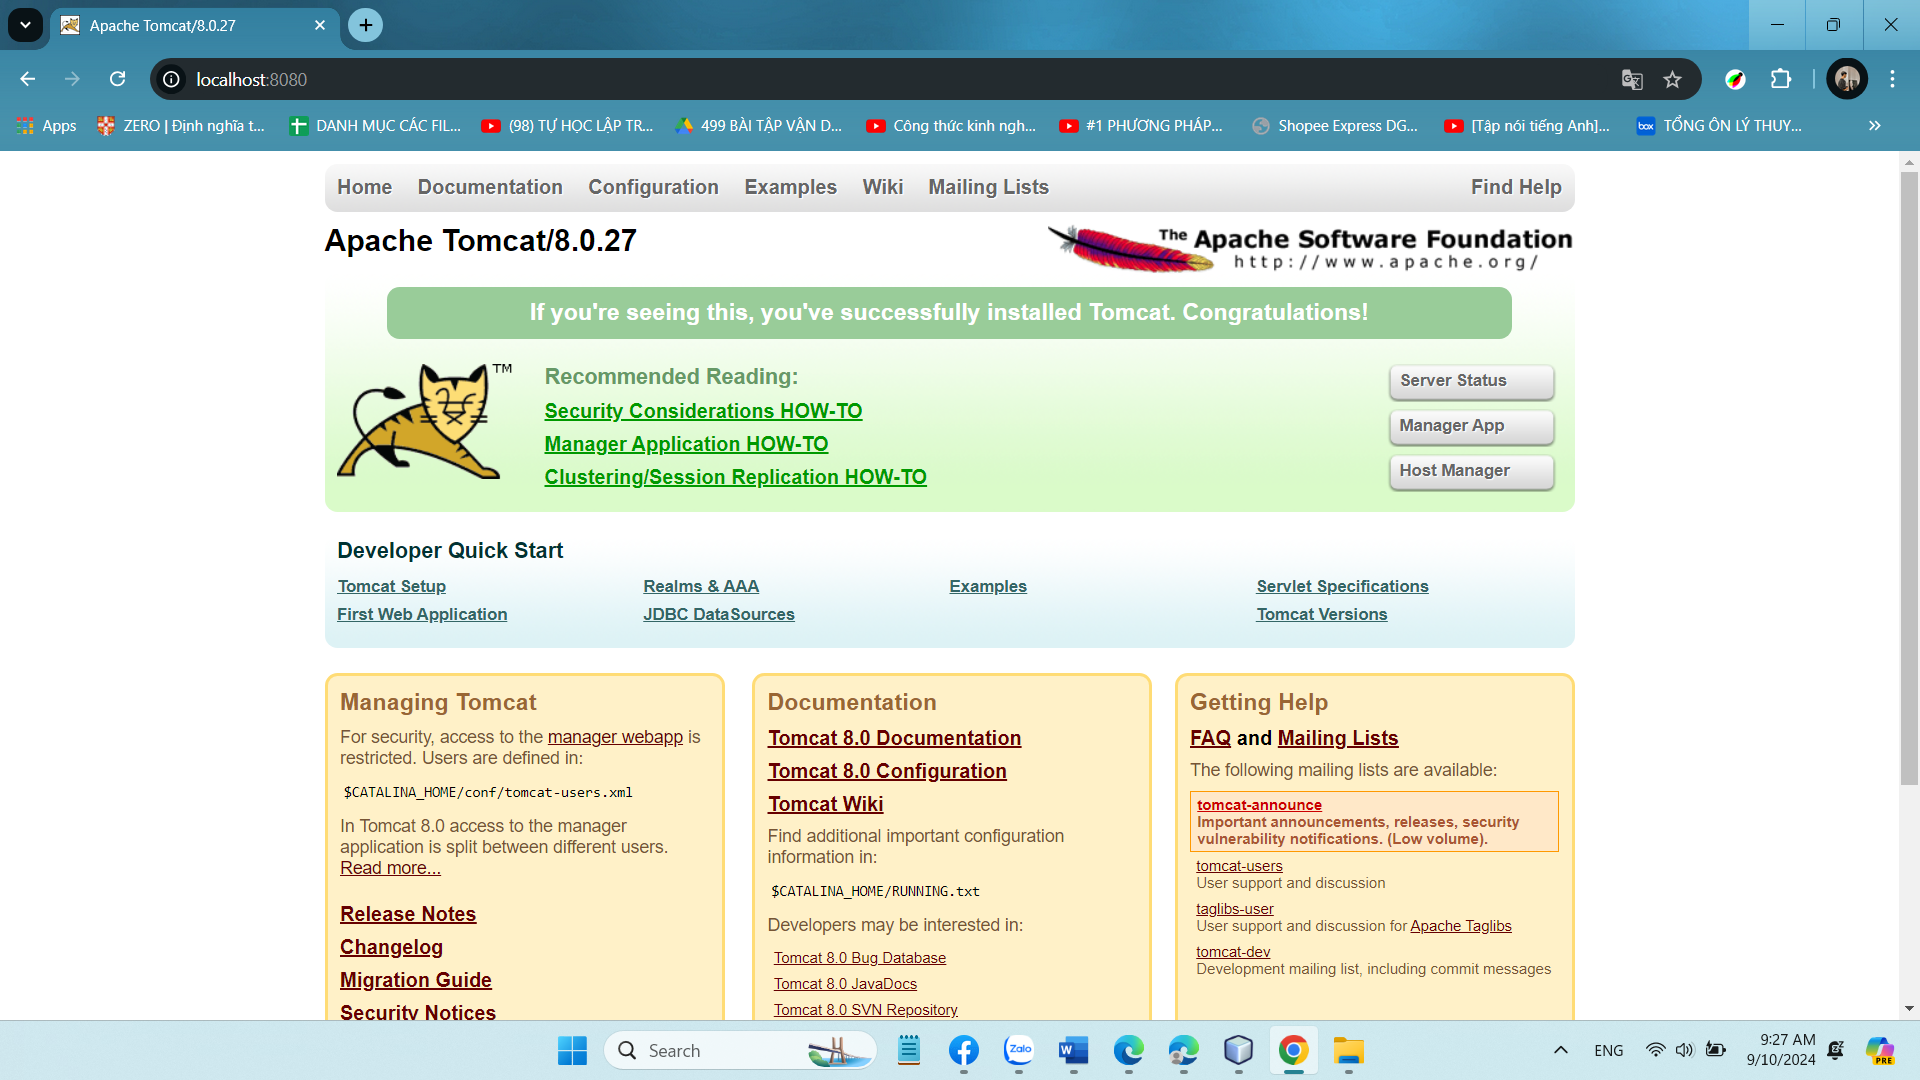 Apache Tomcat/8.0.27
localhost:8080
Apps
ZERO | Định nghĩa t...
DANH MỤC CÁC FIL...
(98) TỰ HỌC LẬP TR...
499 BÀI TẬP VẬN D...
Công thức kinh ngh...
#1 PHƯƠNG PHÁP...
Shopee Express DG...
[Tập nói tiếng Anh]...
box
TỔNG ÔN LÝ THUY...
Home Documentation Configuration Examples Wiki Mailing Lists Find Help
Apache Tomcat/8.0.27
The Apache Software Foundation
http://www.apache.org/
If you're seeing this, you've successfully installed Tomcat. Congratulations!
TM
Recommended Reading:
Security Considerations HOW-TO
Manager Application HOW-TO
Clustering/Session Replication HOW-TO
Server Status
Manager App
Host Manager
Developer Quick Start
Tomcat Setup
First Web Application
Realms & AAA
JDBC DataSources
Examples
Servlet Specifications
Tomcat Versions
Managing Tomcat
For security, access to the manager webapp is
restricted. Users are defined in:
$CATALINA_HOME/conf/tomcat-users.xml
In Tomcat 8.0 access to the manager
application is split between different users.
Read more...
Release Notes
Changelog
Migration Guide
Security Notices
Documentation
Tomcat 8.0 Documentation
Tomcat 8.0 Configuration
Tomcat Wiki
Find additional important configuration
information in:
$CATALINA_HOME/RUNNING.txt
Developers may be interested in:
Tomcat 8.0 Bug Database
Tomcat 8.0 JavaDocs
Tomcat 8.0 SVN Repository
Getting Help
FAQ and Mailing Lists
The following mailing lists are available:
tomcat-announce
Important announcements, releases, security
vulnerability notifications. (Low volume).
tomcat-users
User support and discussion
taglibs-user
User support and discussion for Apache Taglibs
tomcat-dev
Development mailing list, including commit messages
Search
Zalo
W
ENG
9:27 AM
9/10/2024
PRE